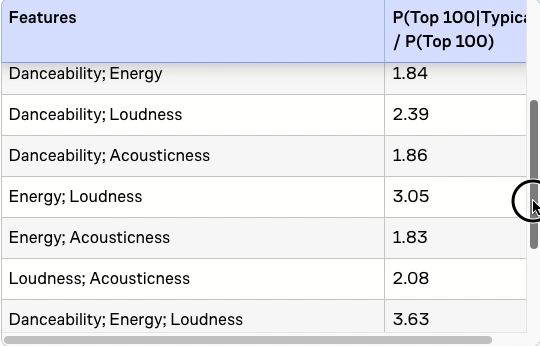 Features
P(Top 100|Typica
/ P(Top 100)
Danceability; Energy 1.84
Danceability; Loudness 2.39
Danceability; Acousticness 1.86
Energy; Loudness 3.05
Energy; Acousticness 1.83
Loudness; Acousticness 2.08
Danceability; Energy; Loudness 3.63